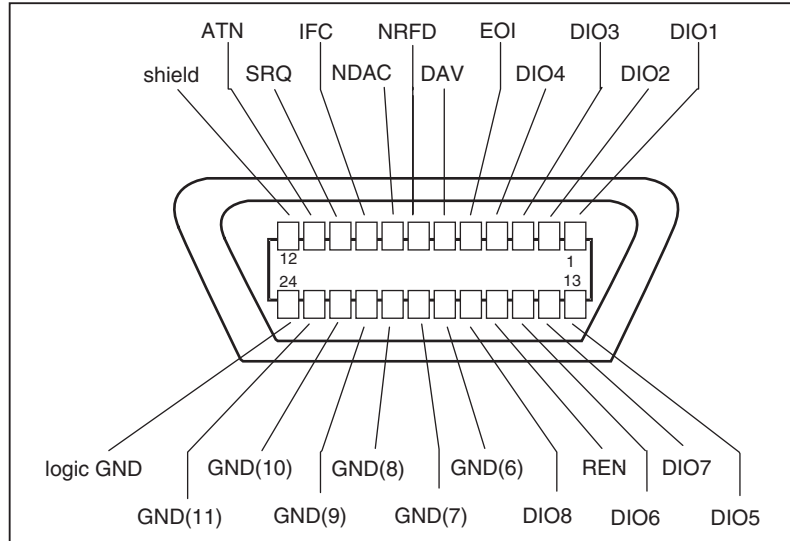 ATN IFC NRFD EOI DIO3 DIO1
shield SRQ NDAC DAV DIO4 DIO2
12 1
24 13
logic GND GND(10) GND(8) GND(6) REN DIO7
GND(11) GND(9) GND(7) DIO8 DIO6 DIO5